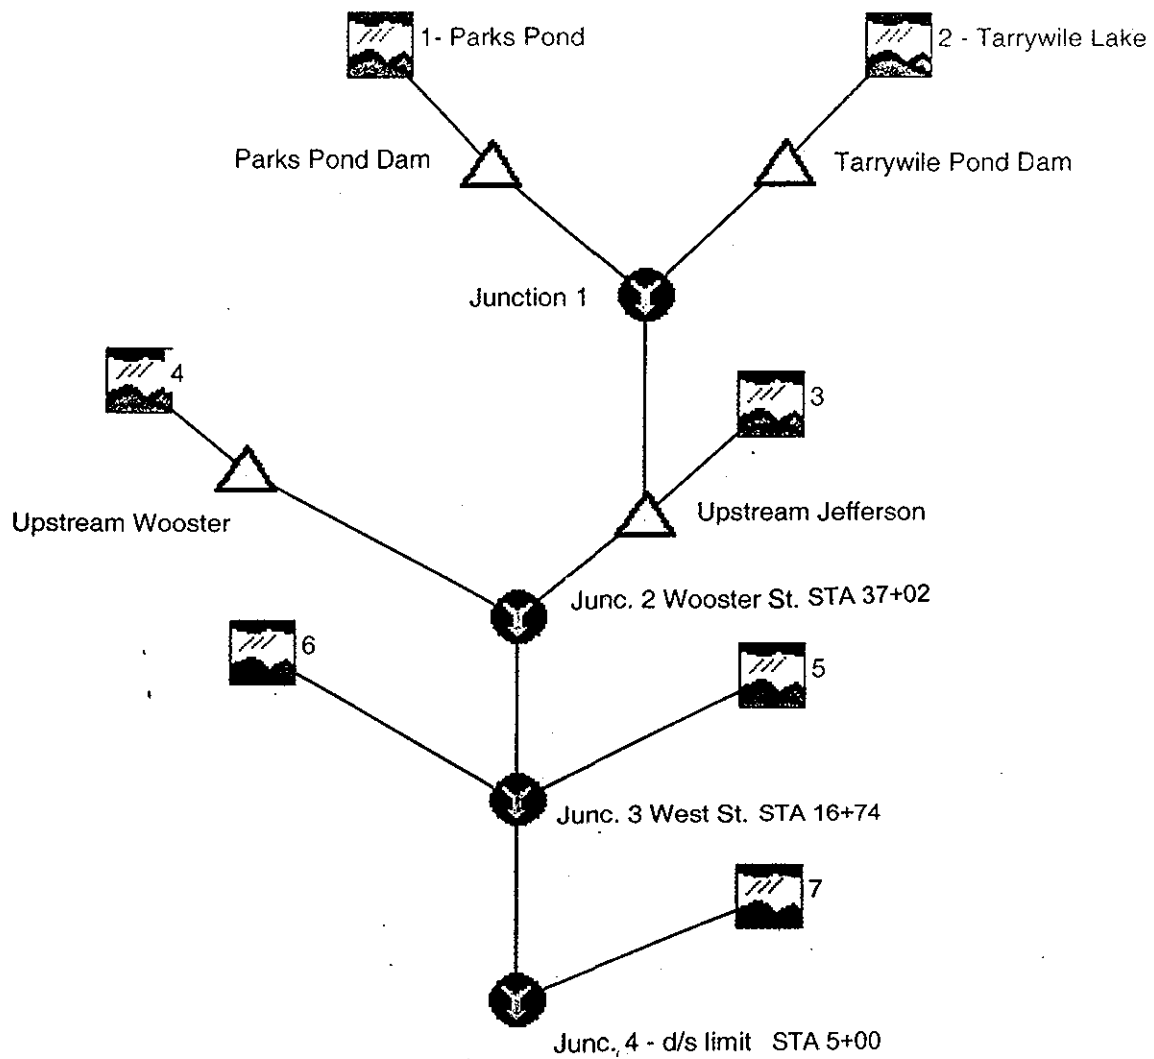 1- Parks Pond
2 - Tarrywile Lake
Parks Pond Dam
Tarrywile Pond Dam
Junction 1
4
3
Upstream Wooster
Upstream Jefferson
Junc. 2 Wooster St. STA 37+02
6
5
Junc. 3 West St. STA 16+74
7
Junc. 4 - d/s limit STA 5+00